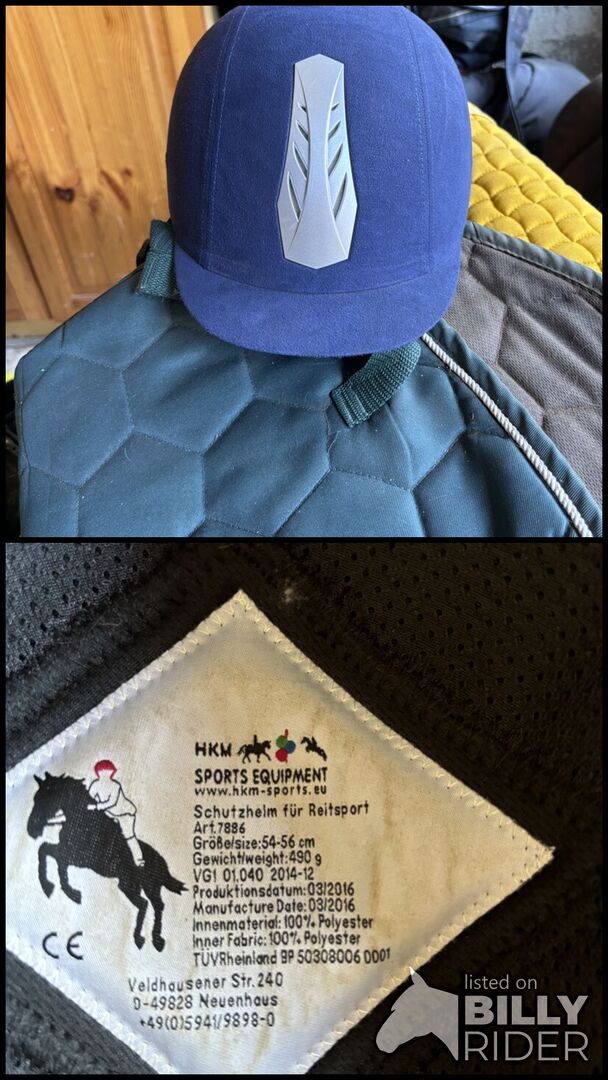 HKM
SPORTS EQUIPMENT
www.hkm-sports.eu
Schutzhelm für Reitsport
Art.7886
Größe/size:54-56 cm
Gewicht/weight:490 g
VG1 01.040 2014-12
Produktionsdatum:03/2016
Manufacture Date:03/2016
Innenmaterial:100% Polyester
Inner Fabric:100% Polyester
TÜVRheinland BP 50308006 0001
CE
Veldhausener Str.240
D-49828 Neuenhaus
+49(0)5941/9898-0
listed on
BILLY
RIDER